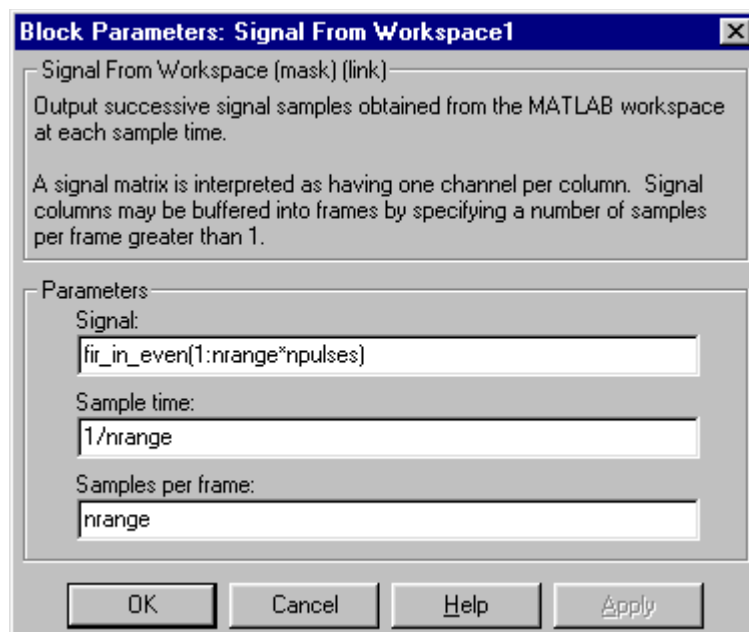 Block Parameters: Signal From Workspace1
Signal From Workspace (mask) (link)
Output successive signal samples obtained from the MATLAB workspace
at each sample time.
A signal matrix is interpreted as having one channel per column.  Signal
columns may be buffered into frames by specifying a number of samples
per frame greater than 1.
Parameters
Signal:
fir_in_even(1:nrange*npulses)
Sample time:
1/nrange
Samples per frame:
nrange
OK Cancel Help Apply